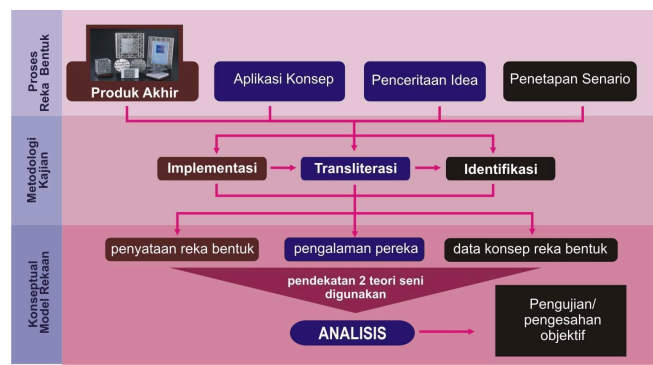 Proses
Reka Bentuk
Produk Akhir
Aplikasi Konsep
Penceritaan Idea
Penetapan Senario
Metodologi
Kajian
Implementasi
Transliterasi
Identifikasi
Konseptual
Model Rekaan
penyataan reka bentuk
pengalaman pereka
data konsep reka bentuk
pendekatan 2 teori seni
digunakan
ANALISIS
Pengujian/
pengesahan
objektif